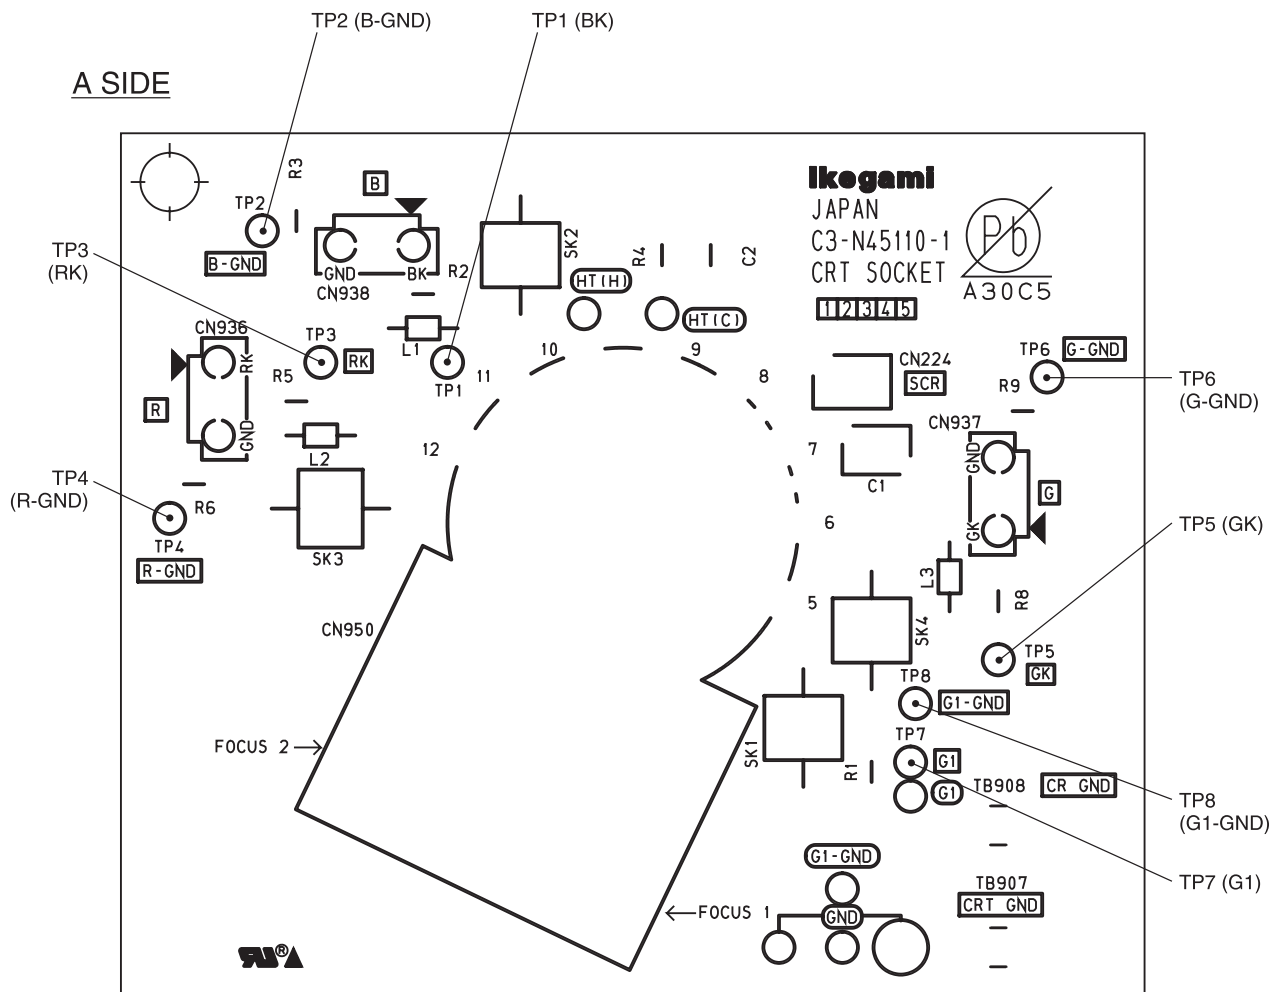 TP2 (B-GND)
TP1 (BK)
A SIDE
R3
B
TP2
B-GND
GND
BK
CN938
R2
SK2
HT(H)
R4
C2
HT(C)
Ikegami
JAPAN
C3-N45110-1
CRT SOCKET
1 2 3 4 5
Pb
A30C5
TP3
(RK)
CN936
RK
R
GND
TP3
RK
R5
L1
TP1
10
9
11
8
12
7
6
5
CN224
SCR
C1
TP6
G-GND
R9
CN937
GND
GK
G
TP6
(G-GND)
L2
SK3
TP4
(R-GND)
R6
TP4
R-GND
TP5 (GK)
L3
R8
SK4
TP5
GK
CN950
TP8
G1-GND
TP7
G1
G1
SK1
R1
TB908
CR GND
FOCUS 2
TP8
(G1-GND)
G1-GND
TP7 (G1)
TB907
CRT GND
FOCUS 1
GND
RU®